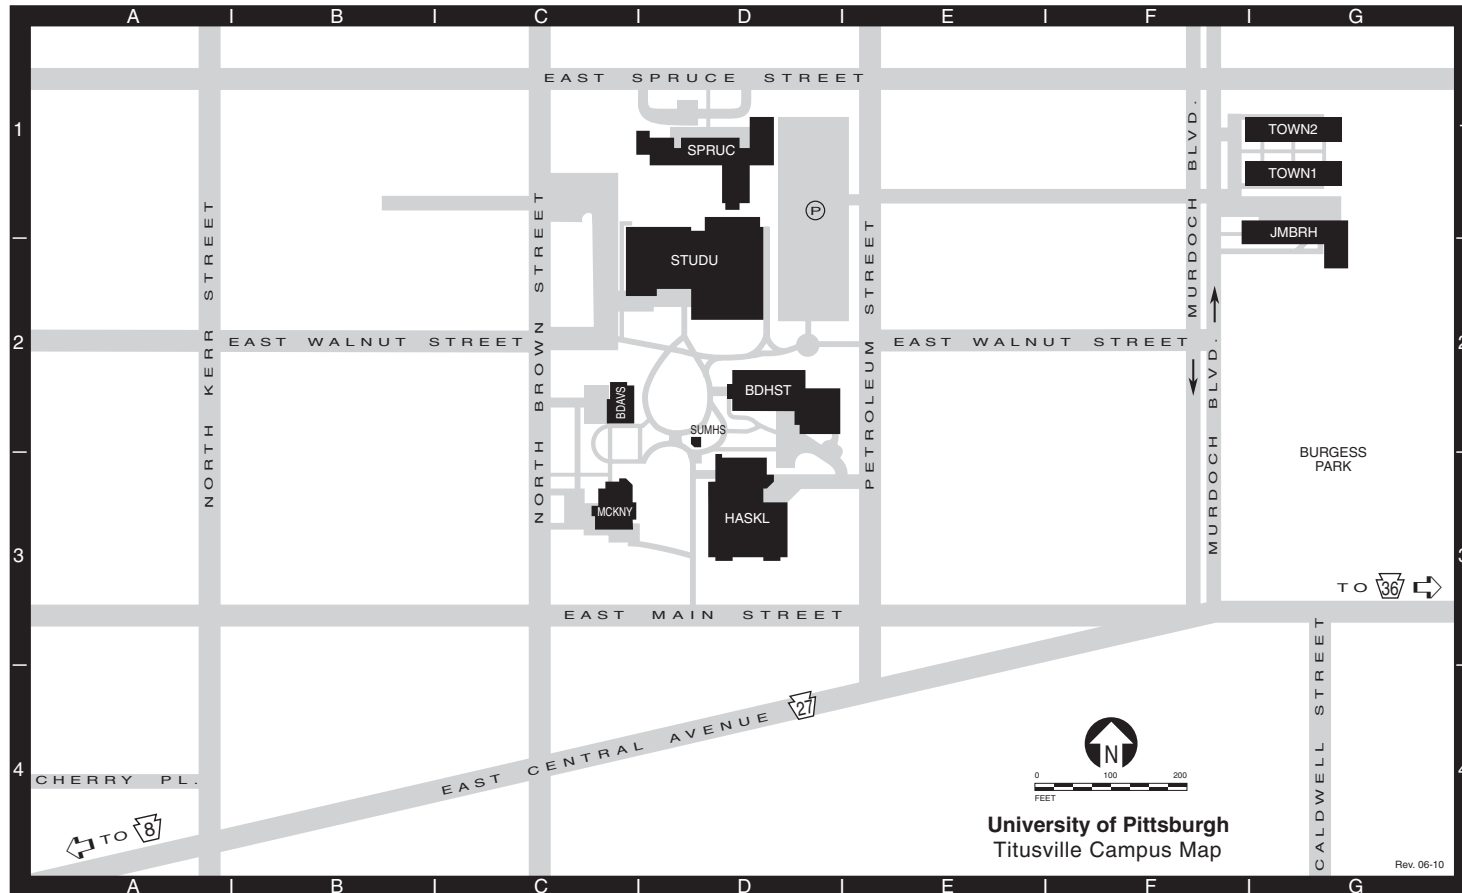 A I B I C I D I E I F I G
EAST SPRUCE STREET
1
SPRUC
TOWN2
TOWN1
P
JMBRH
STUDU
NORTH KERR STREET
NORTH BROWN STREET
PETROLEUM STREET
MURDOCH BLVD.
MURDOCH BLVD.
2
EAST WALNUT STREET
EAST WALNUT STREET
2
BDAVS
BDHST
SUMHS
BURGESS
PARK
MCKNY
HASKL
3
3
TO 36
EAST MAIN STREET
EAST CENTRAL AVENUE 27
CALDWELL STREET
4
4
CHERRY PL.
TO 8
N
0 100 200
FEET
University of Pittsburgh
Titusville Campus Map
Rev. 06-10
A I B I C I D I E I F I G